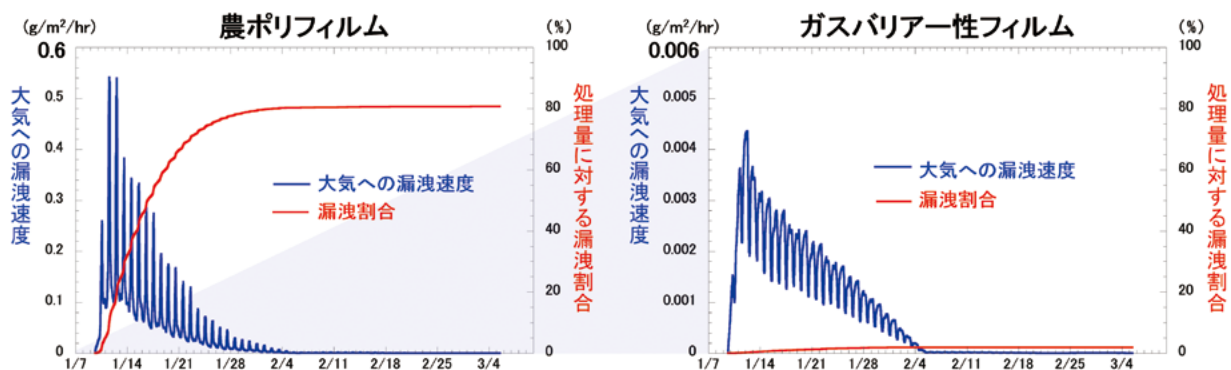 農ポリフィルム
(g/m²/hr)
(%)
大気への漏洩速度
0.6
0.5
0.4
0.3
0.2
0.1
0
100
80
60
40
20
0
処理量に対する漏洩割合
大気への漏洩速度
漏洩割合
1/7 1/14 1/21 1/28 2/4 2/11 2/18 2/25 3/4
ガスバリアー性フィルム
(g/m²/hr)
(%)
大気への漏洩速度
0.006
0.005
0.004
0.003
0.002
0.001
0
100
80
60
40
20
0
処理量に対する漏洩割合
大気への漏洩速度
漏洩割合
1/7 1/14 1/21 1/28 2/4 2/11 2/18 2/25 3/4